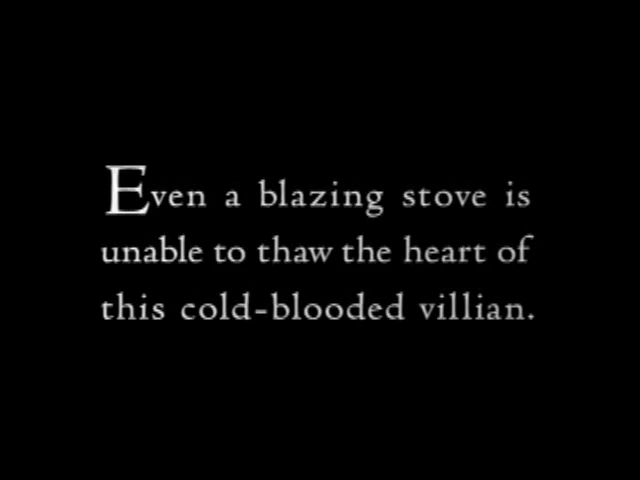 Even a blazing stove is
unable to thaw the heart of
this cold-blooded villian.